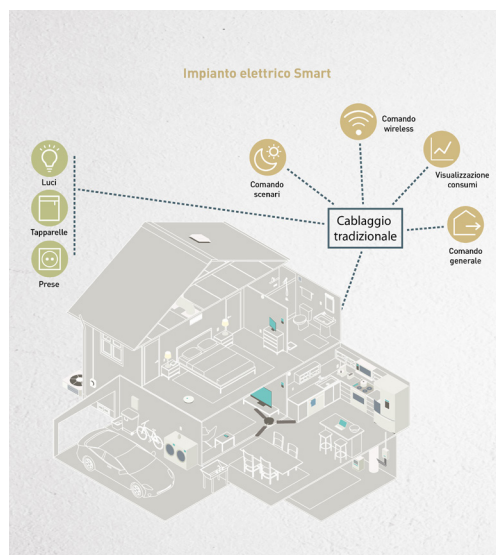 Impianto elettrico Smart
Comando
wireless
Comando
scenari
Visualizzazione
consumi
Luci
Cablaggio
tradizionale
Tapparelle
Comando
generale
Prese